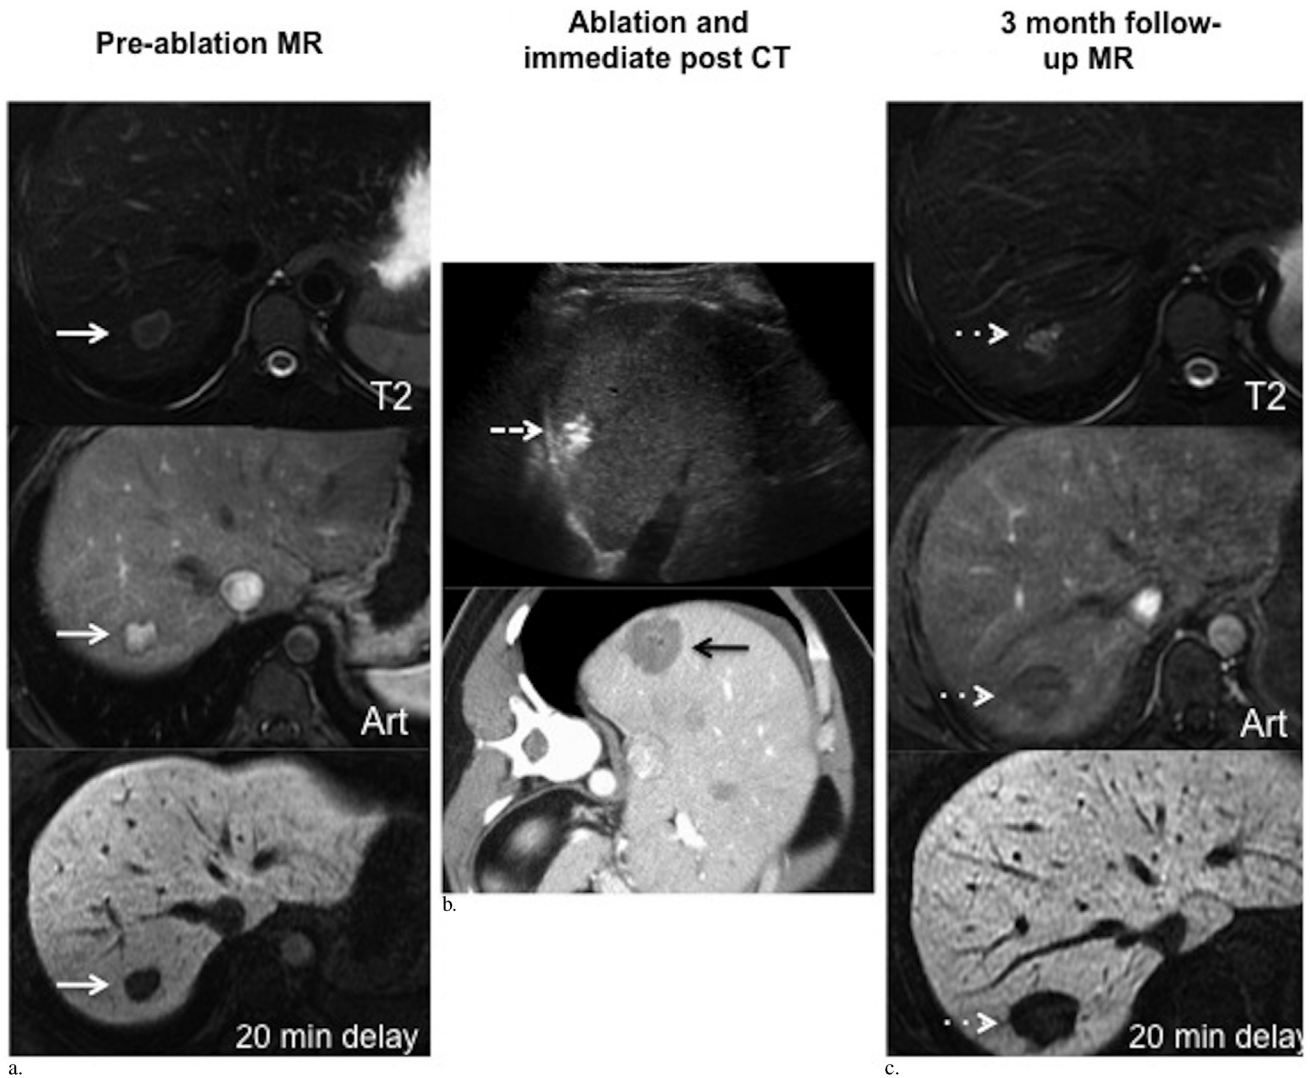 Pre-ablation MR
Ablation and
immediate post CT
3 month follow-
up MR
T2
Art
20 min delay
a.
b.
T2
Art
20 min delay
c.